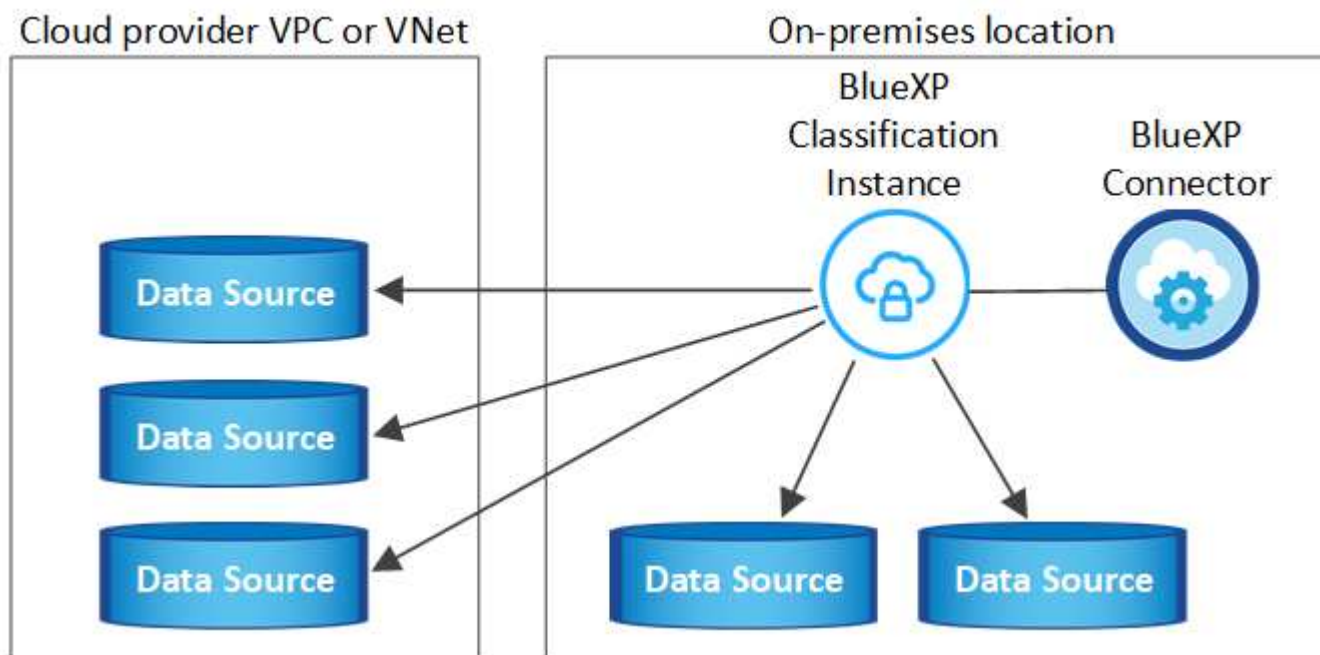 Cloud provider VPC or VNet
On-premises location
BlueXP
Classification
Instance
BlueXP
Connector
Data Source
Data Source
Data Source
Data Source
Data Source